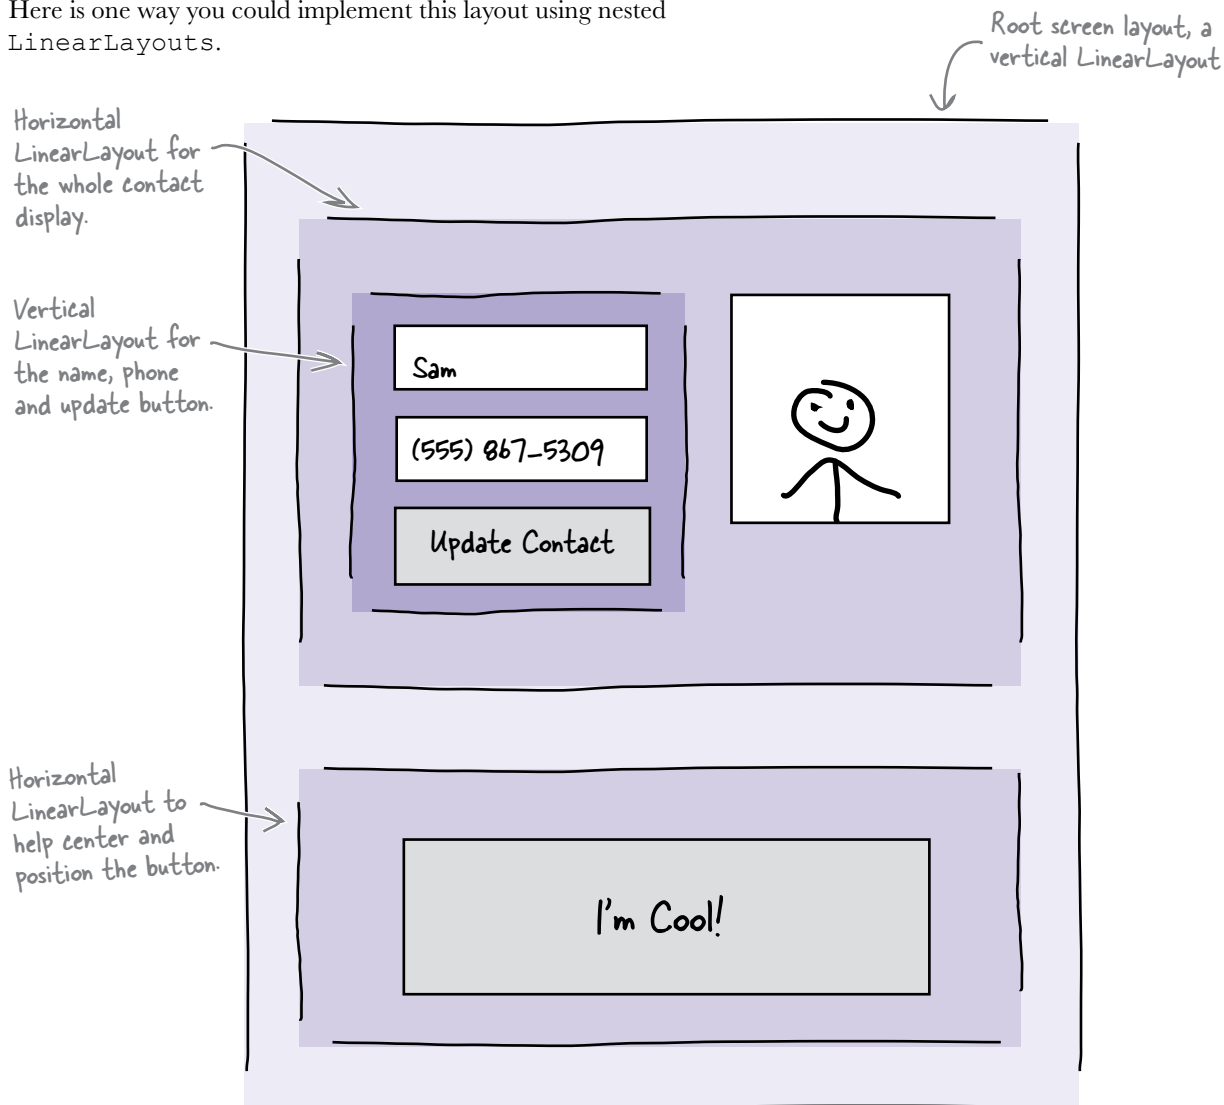 Here is one way you could implement this layout using nested
LinearLayouts.
Root screen layout, a
vertical LinearLayout
Horizontal
LinearLayout for
the whole contact
display.
Vertical
LinearLayout for
the name, phone
and update button.
Sam
(555) 867-5309
Update Contact
Horizontal
LinearLayout to
help center and
position the button.
I'm Cool!